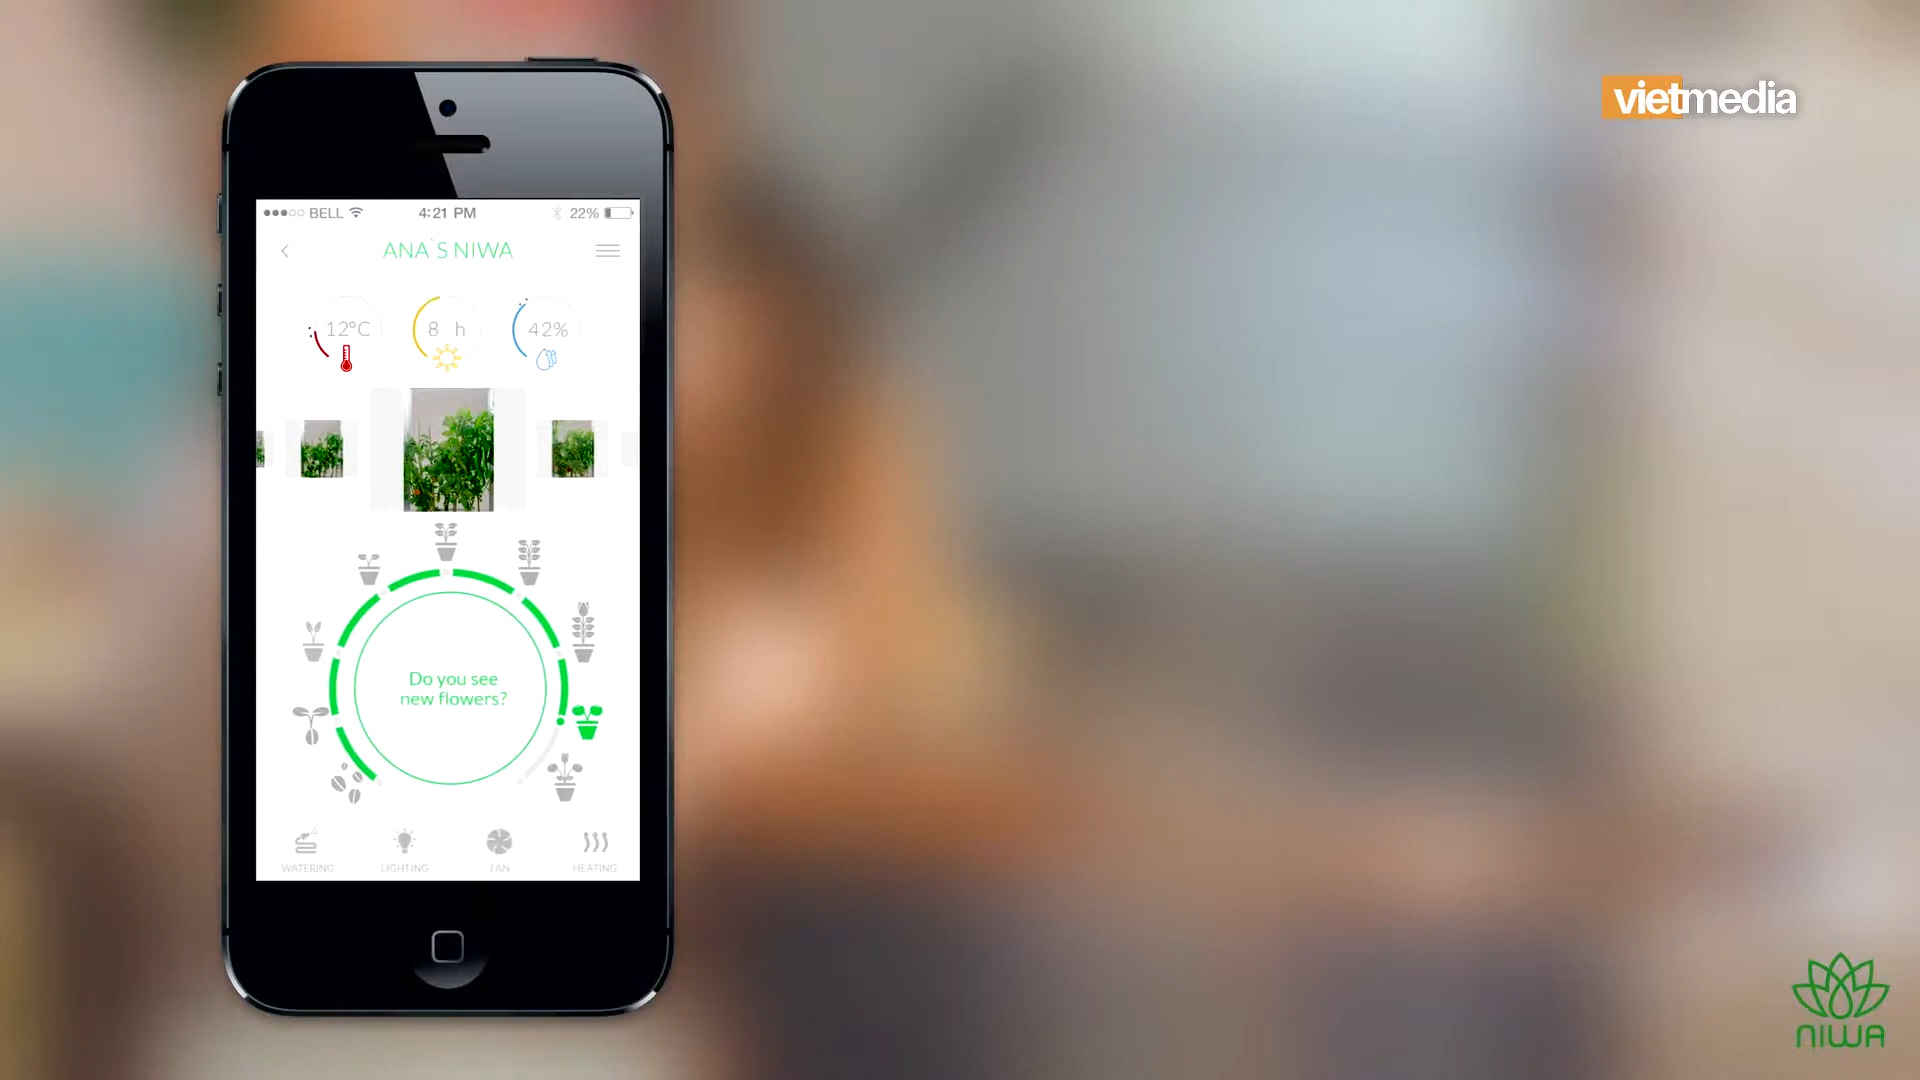 vietmedia
BELL 4:21 PM 22%
ANA`S NIWA
12°C 8 h 42%
Do you see
new flowers?
WATERING LIGHTING FAN HEATING
NIWA